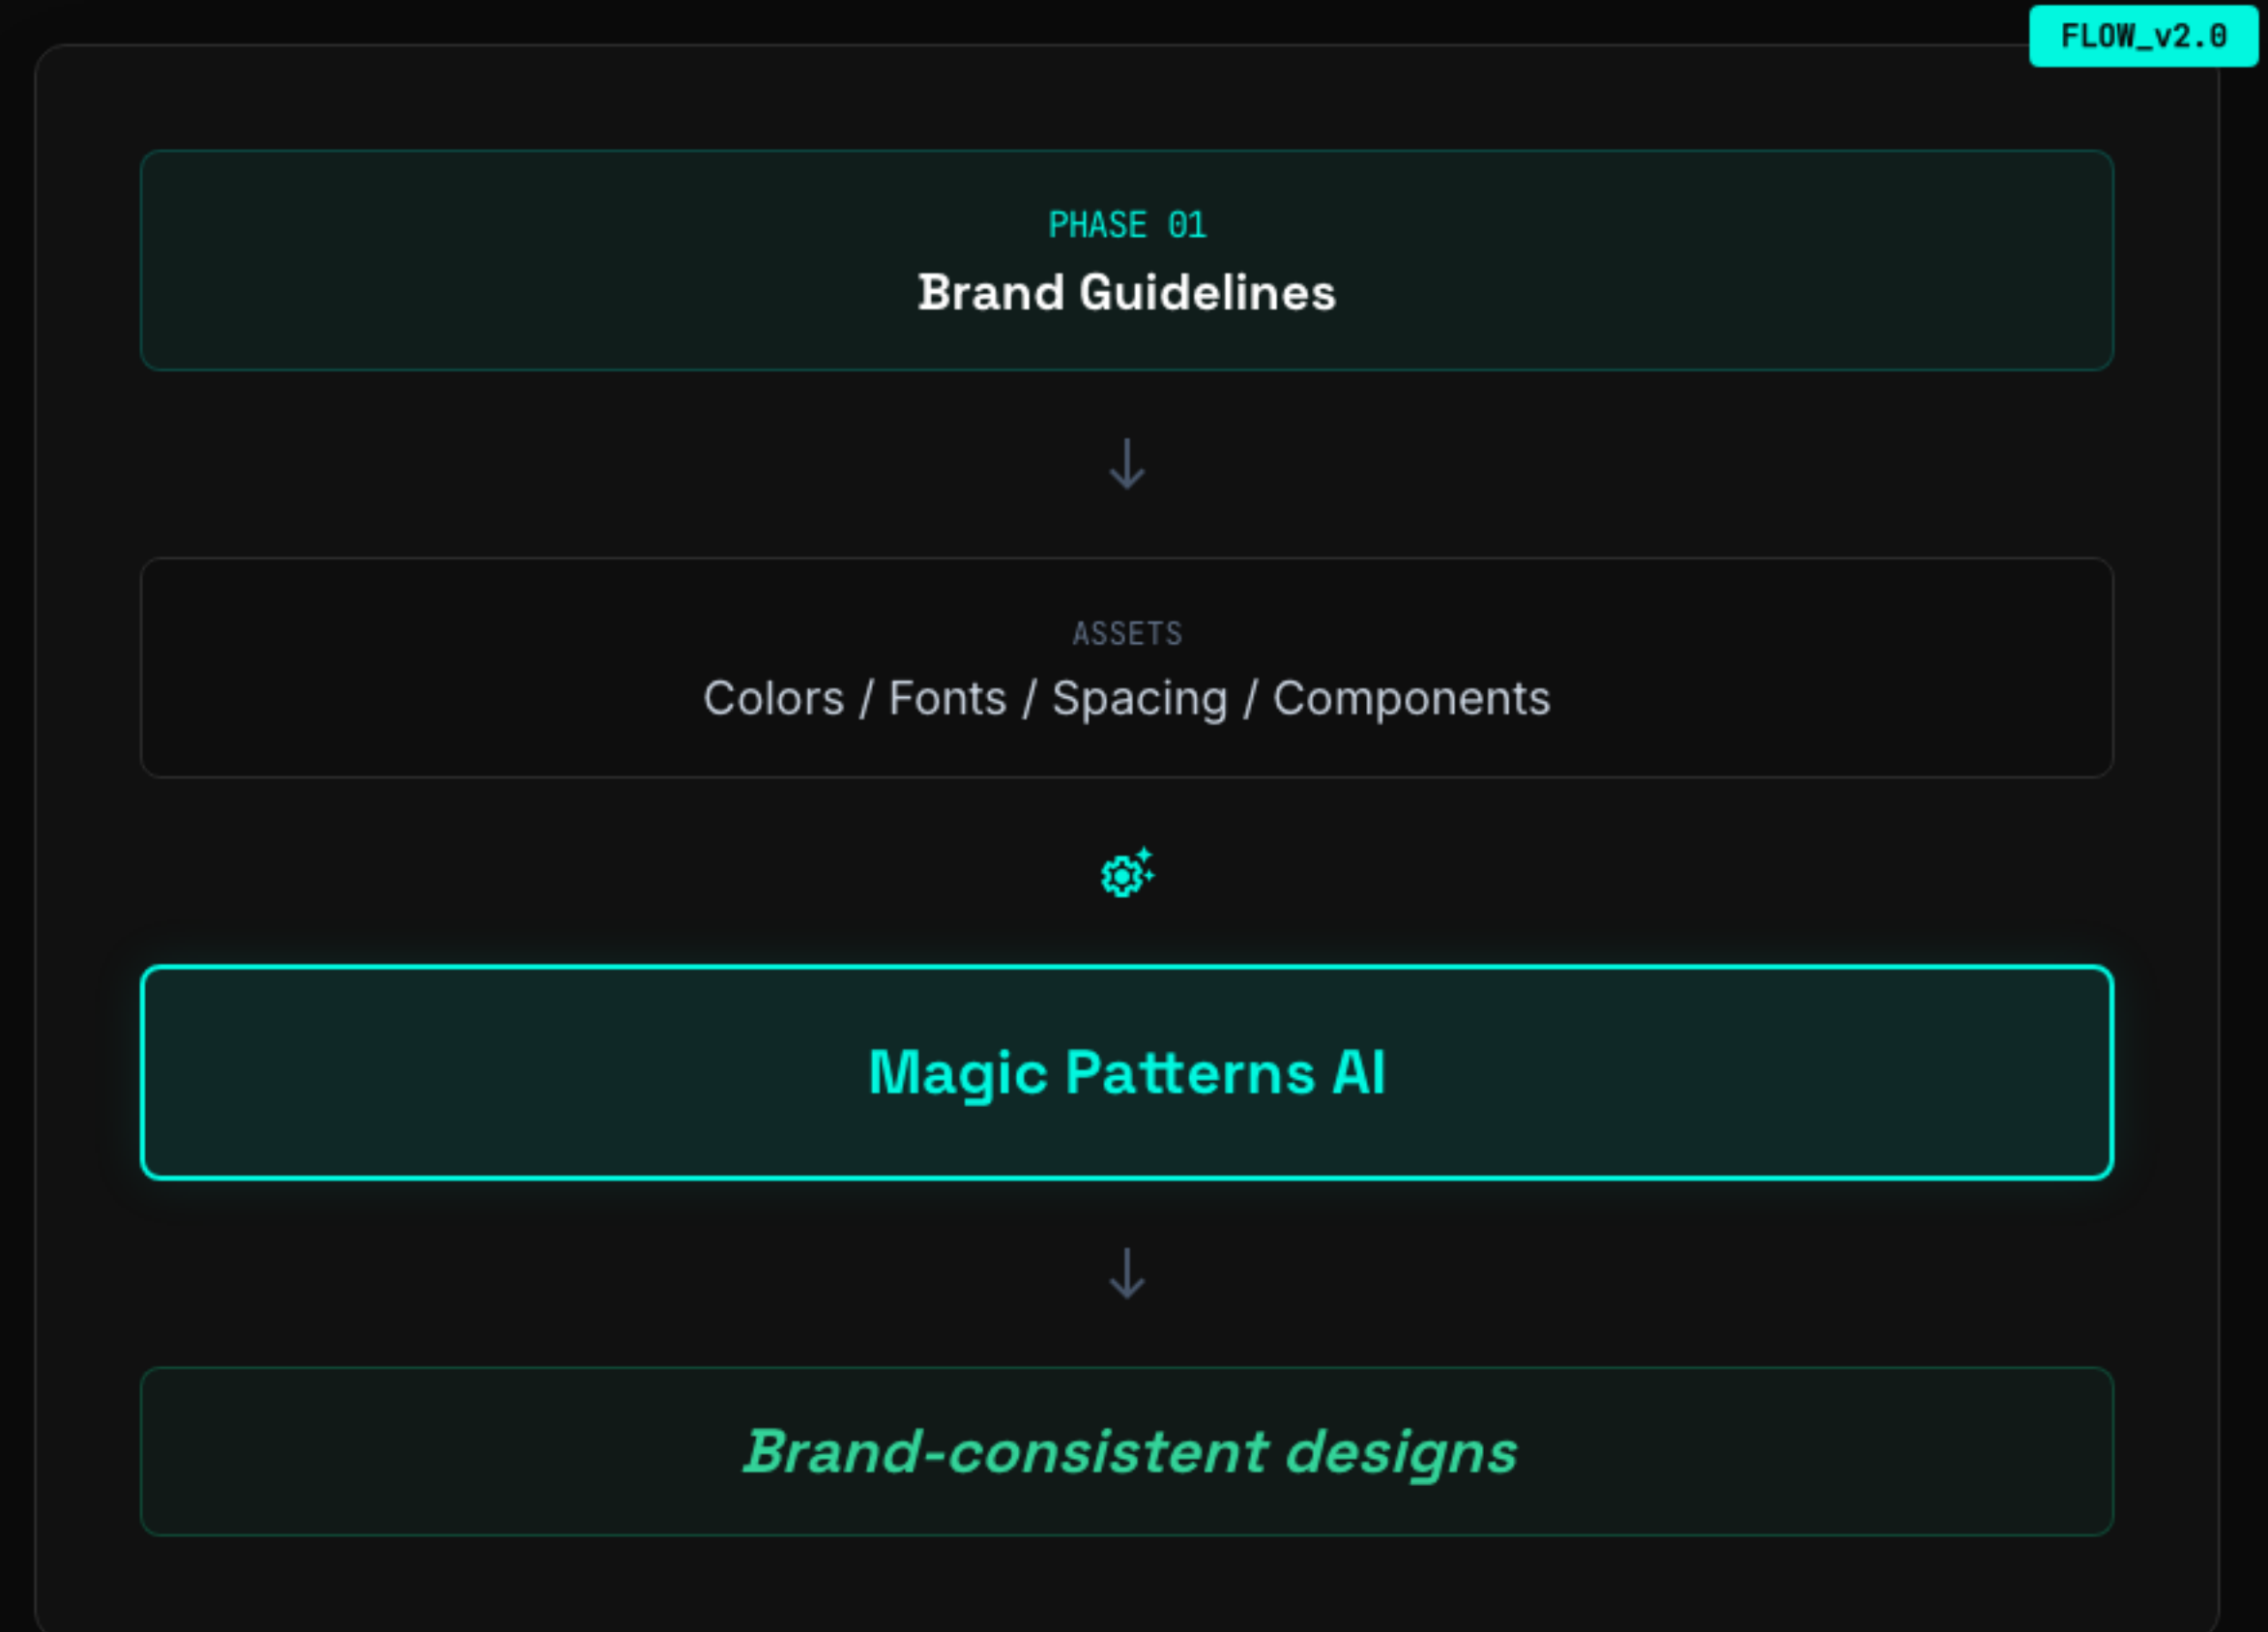 FLOW_v2.0
PHASE 01
Brand Guidelines
ASSETS
Colors / Fonts / Spacing / Components
Magic Patterns AI
Brand-consistent designs